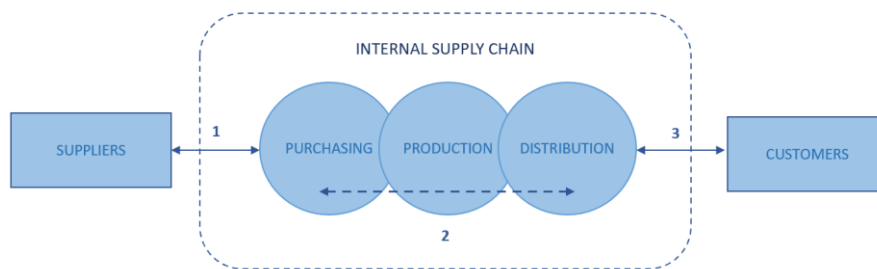 INTERNAL SUPPLY CHAIN
SUPPLIERS
1
PURCHASING
PRODUCTION
DISTRIBUTION
3
CUSTOMERS
2